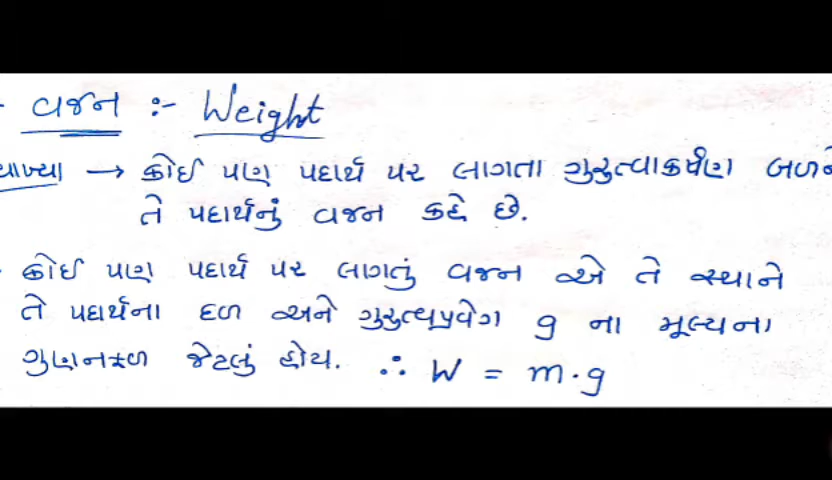 - વજન :- Weight
વ્યાખ્યા → કોઈ પણ પદાર્થ પર લાગતા ગુરુત્વાકર્ષણ બળને
તે પદાર્થનું વજન કહે છે.
- કોઈ પણ પદાર્થ પર લાગતું વજન એ તે સ્થાને
તે પદાર્થના દળ અને ગુરુત્વપ્રવેગ g ના મૂલ્યના
ગુણનફળ જેટલું હોય. ∴ W = m.g